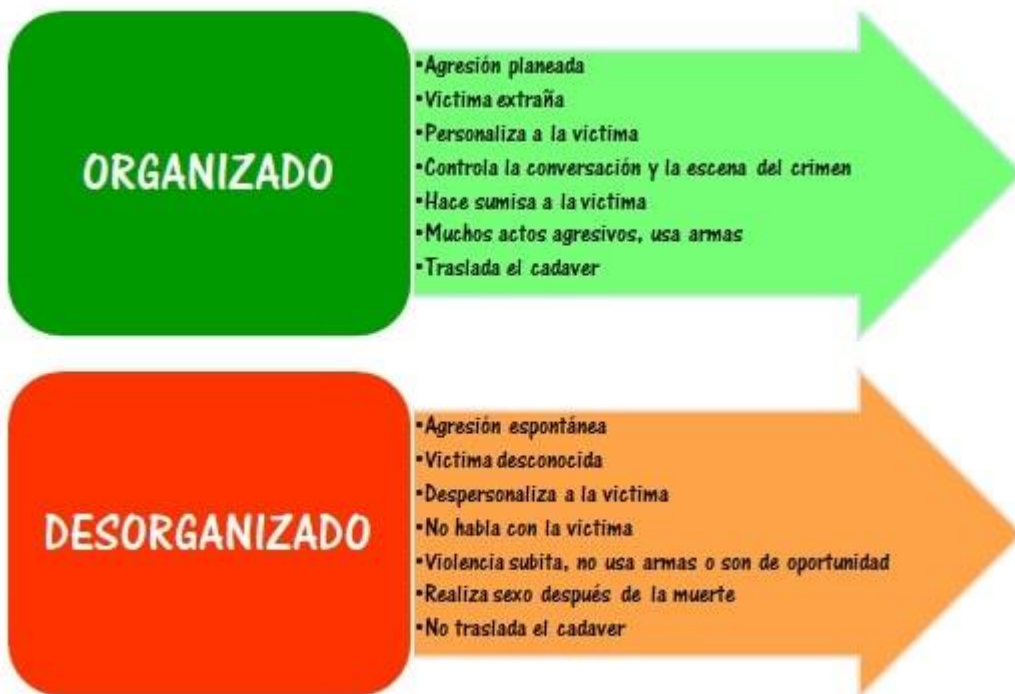 ORGANIZADO
•Agresión planeada
•Victima extraña
•Personaliza a la victima
•Controla la conversación y la escena del crimen
•Hace sumisa a la victima
•Muchos actos agresivos, usa armas
•Traslada el cadaver
DESORGANIZADO
•Agresión espontánea
•Victima desconocida
•Despersonaliza a la victima
•No habla con la victima
•Violencia subita, no usa armas o son de oportunidad
•Realiza sexo después de la muerte
•No traslada el cadaver